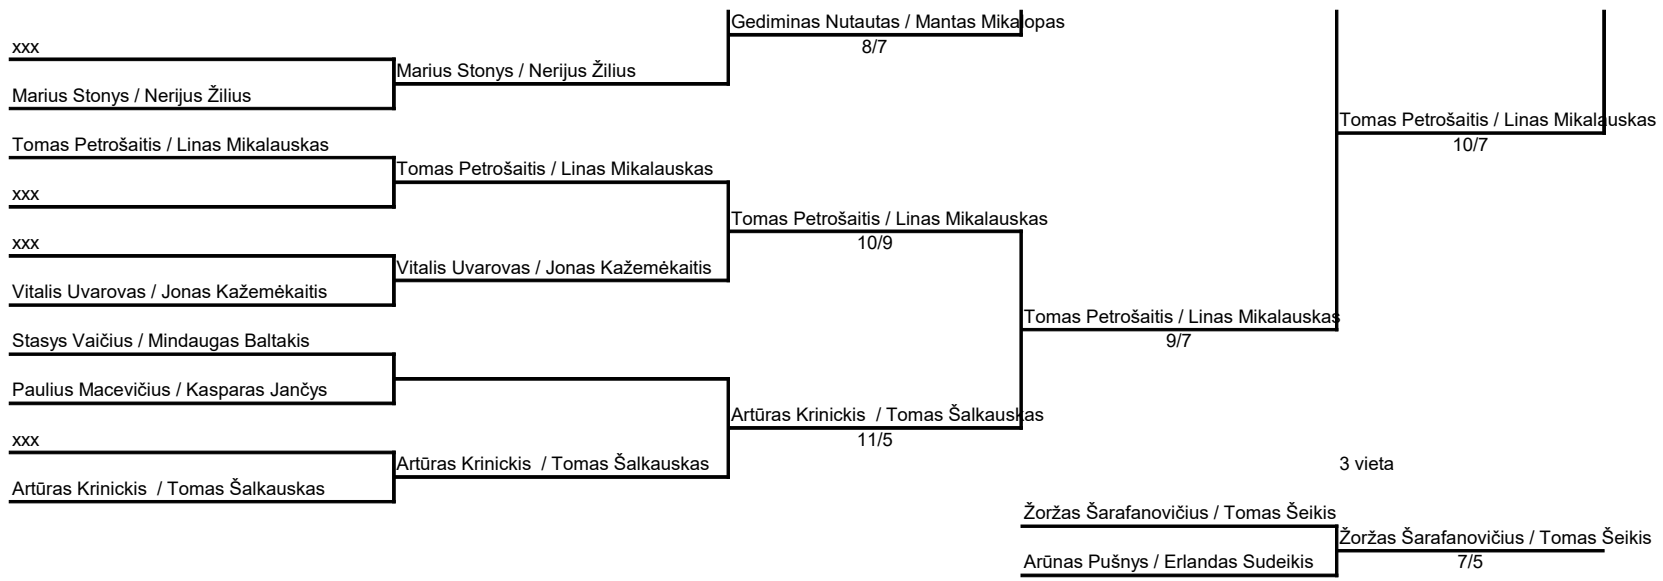 Gediminas Nutautas / Mantas Mikalopas
8/7
xxx
Marius Stonys / Nerijus Žilius
Marius Stonys / Nerijus Žilius
Tomas Petrošaitis / Linas Mikalauskas
10/7
Tomas Petrošaitis / Linas Mikalauskas
Tomas Petrošaitis / Linas Mikalauskas
xxx
Tomas Petrošaitis / Linas Mikalauskas
10/9
xxx
Vitalis Uvarovas / Jonas Kažemėkaitis
Vitalis Uvarovas / Jonas Kažemėkaitis
Tomas Petrošaitis / Linas Mikalauskas
9/7
Stasys Vaičius / Mindaugas Baltakis
Paulius Macevičius / Kasparas Jančys
Artūras Krinickis  / Tomas Šalkauskas
11/5
xxx
Artūras Krinickis  / Tomas Šalkauskas
3 vieta
Artūras Krinickis  / Tomas Šalkauskas
Žoržas Šarafanovičius / Tomas Šeikis
Žoržas Šarafanovičius / Tomas Šeikis
7/5
Arūnas Pušnys / Erlandas Sudeikis